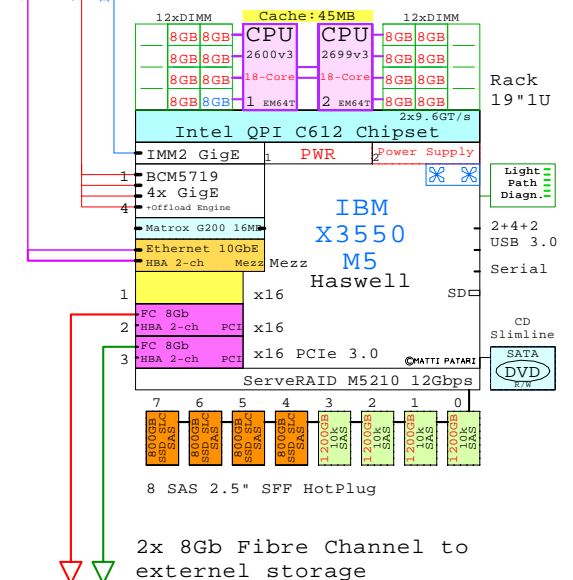 12xDIMM Cache:45MB 12xDIMM
8GB 8GB CPU CPU 8GB 8GB
8GB 8GB 2600v3 2699v3 8GB 8GB
8GB 8GB 18-Core 18-Core 8GB 8GB
8GB 8GB 1 EM64T 2 EM64T 8GB 8GB
Rack
19"1U
2x9.6GT/s
Intel QPI C612 Chipset
IMM2 GigE 1 PWR 2 Power Supply
1 BCM5719
4x GigE
4 +Offload Engine
Light
Path
Diagn.
Matrox G200 16MB
Ethernet 10GbE
HBA 2-ch Mezz Mezz
IBM
X3550
M5
Haswell
2+4+2
USB 3.0
Serial
SD
1 x16
FC 8Gb
2 HBA 2-ch PCI x16
FC 8Gb
3 HBA 2-ch PCI x16 PCIe 3.0
©MATTI PATARI
CD
Slimline
SATA
DVD
R/W
ServeRAID M5210 12Gbps
7 6 5 4 3 2 1 0
800GB
SSD SLC
SAS
800GB
SSD SLC
SAS
800GB
SSD SLC
SAS
800GB
SSD SLC
SAS
1200GB
10k
SAS
1200GB
10k
SAS
1200GB
10k
SAS
1200GB
10k
SAS
8 SAS 2.5" SFF HotPlug
2x 8Gb Fibre Channel to
externel storage